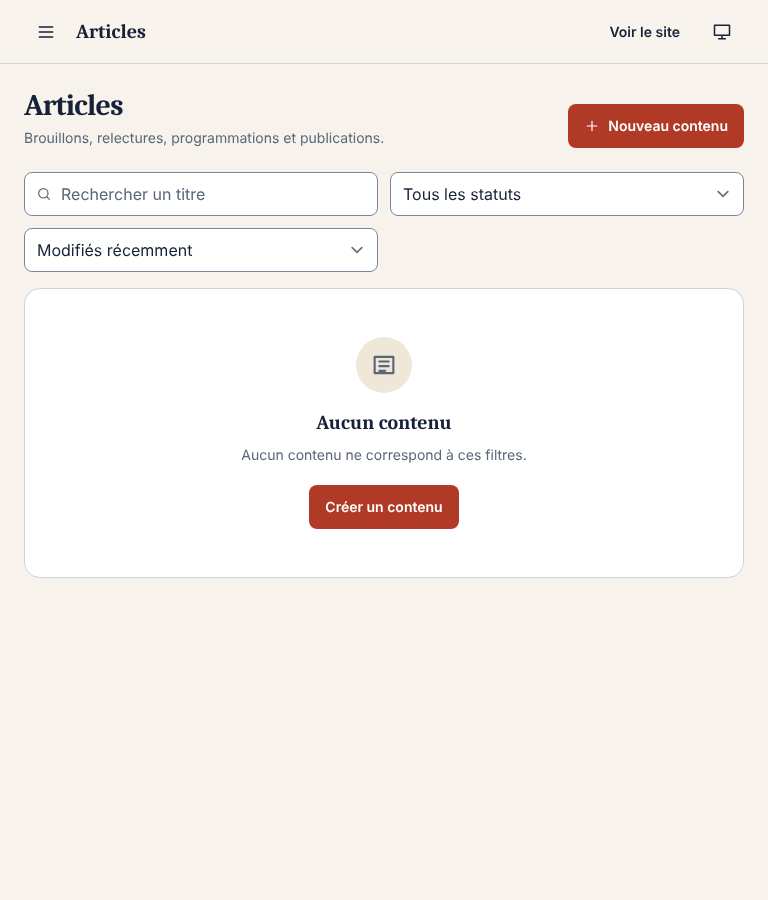 Articles
Voir le site
Articles
Brouillons, relectures, programmations et publications.
Nouveau contenu
Rechercher un titre
Tous les statuts
Modifiés récemment
Aucun contenu
Aucun contenu ne correspond à ces filtres.
Créer un contenu